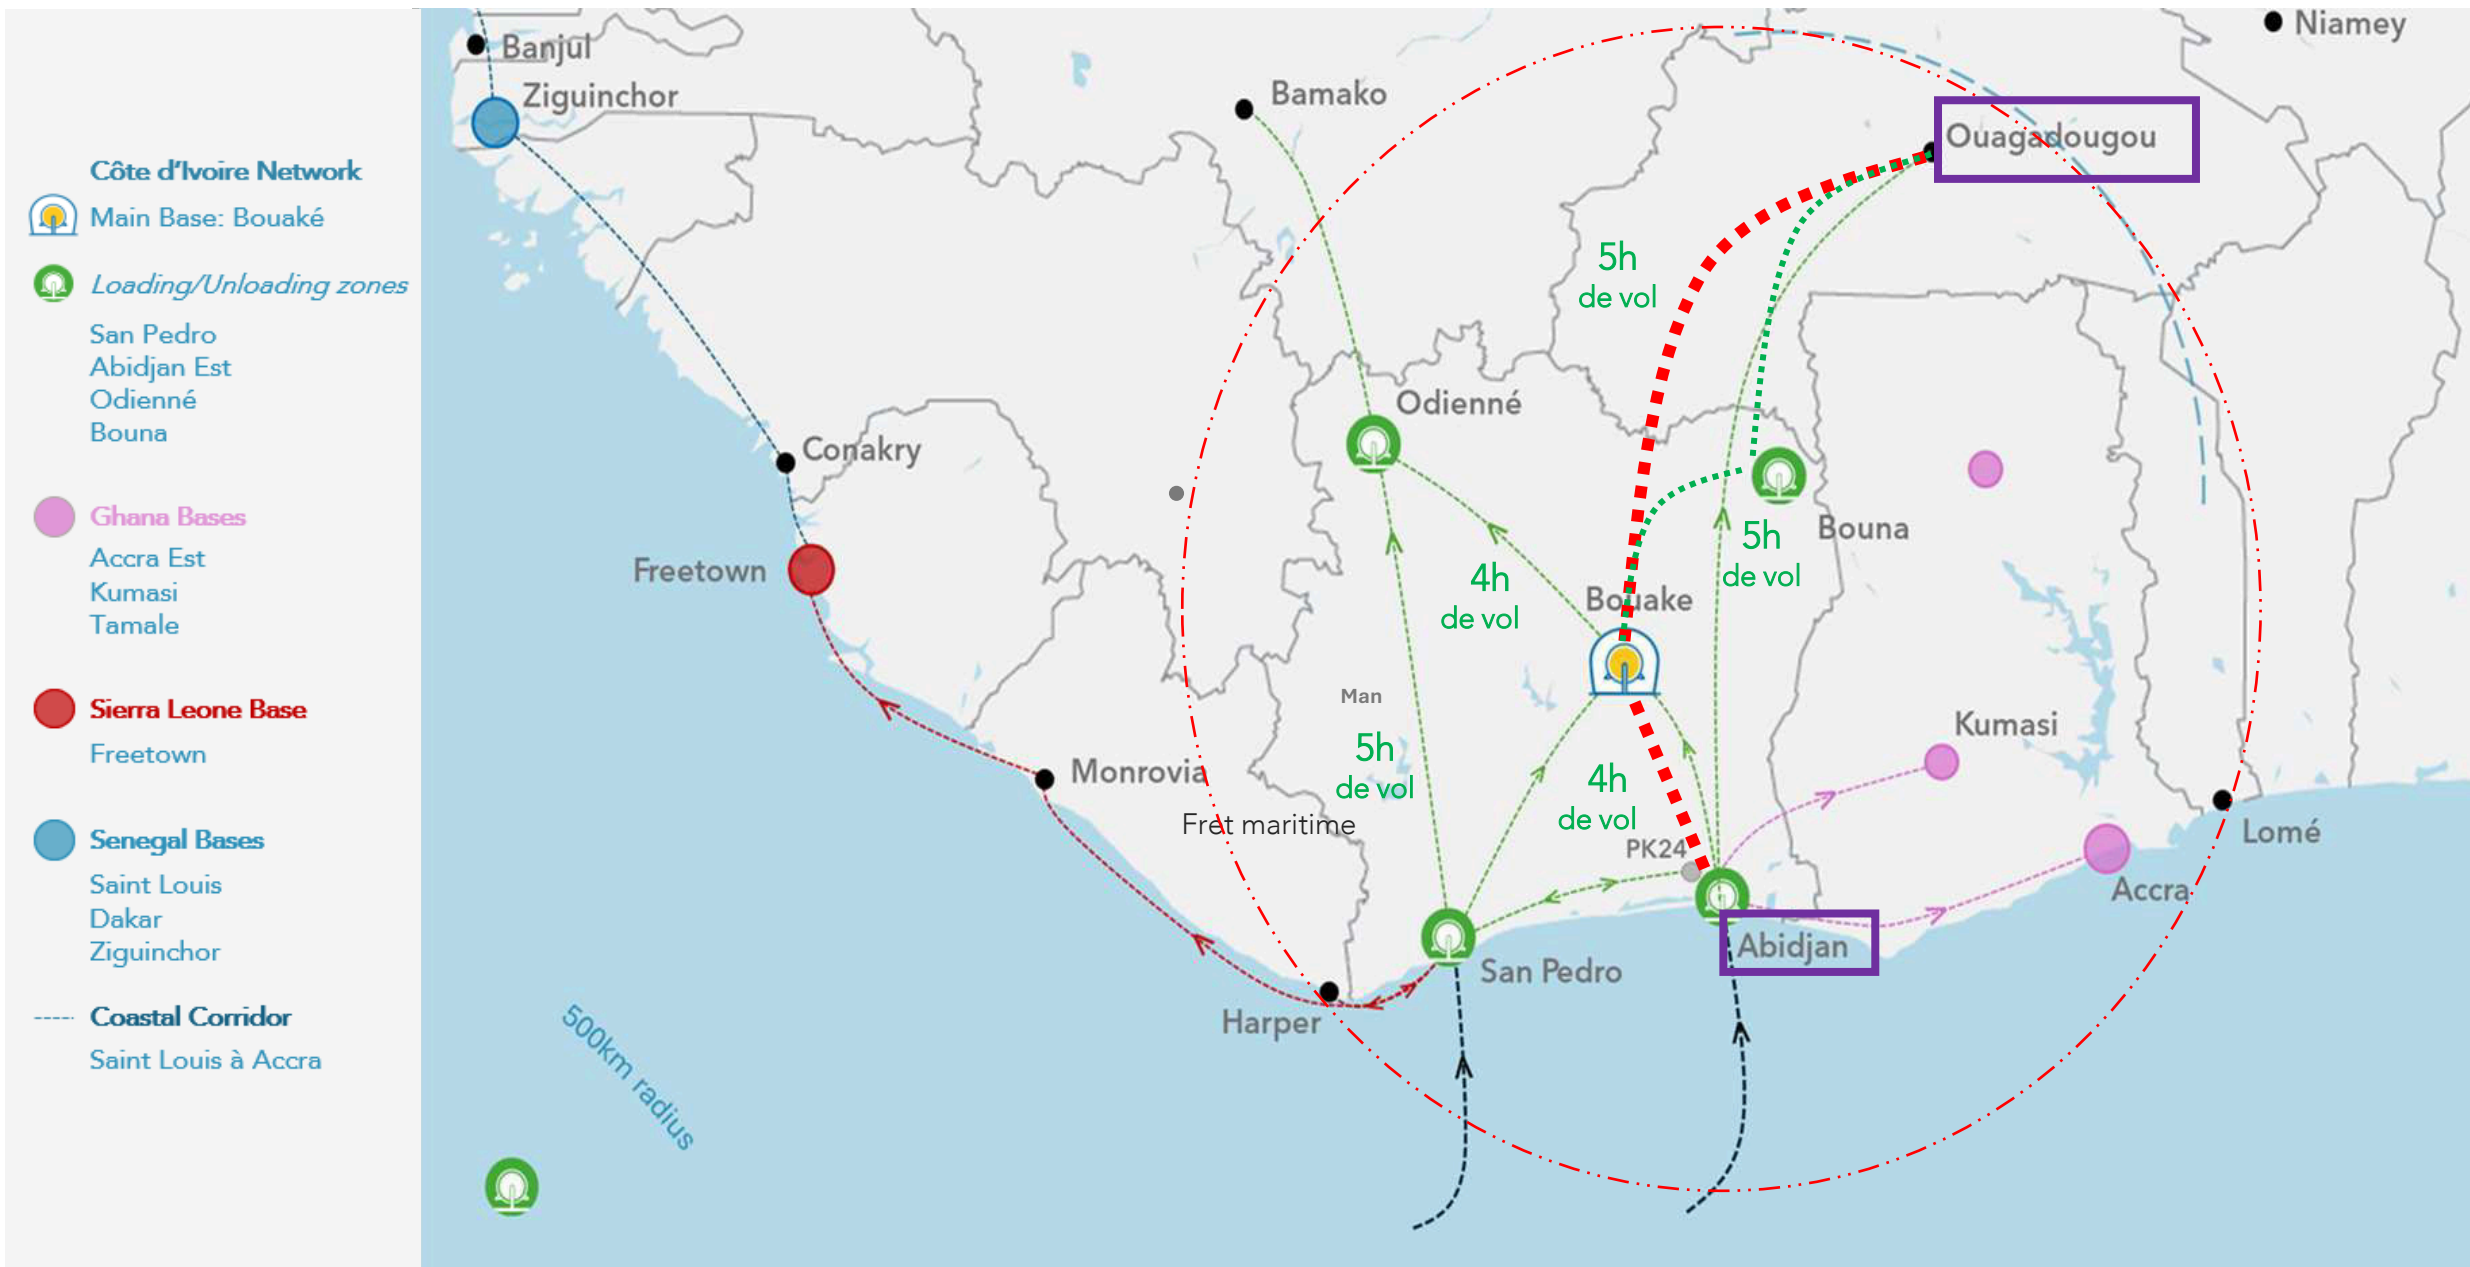 Côte d'Ivoire Network
Main Base: Bouaké
Loading/Unloading zones
San Pedro
Abidjan Est
Odienné
Bouna
Ghana Bases
Accra Est
Kumasi
Tamale
Sierra Leone Base
Freetown
Senegal Bases
Saint Louis
Dakar
Ziguinchor
Coastal Corridor
Saint Louis à Accra
Banjul
Ziguinchor
Bamako
Niamey
Ouagadougou
5h
de vol
Odienné
Conakry
Bouna
5h
de vol
Freetown
4h
de vol
Bouake
Man
5h
de vol
Kumasi
Monrovia
4h
de vol
Fret maritime
PK24
Lomé
Accra
Abidjan
San Pedro
Harper
500km radius